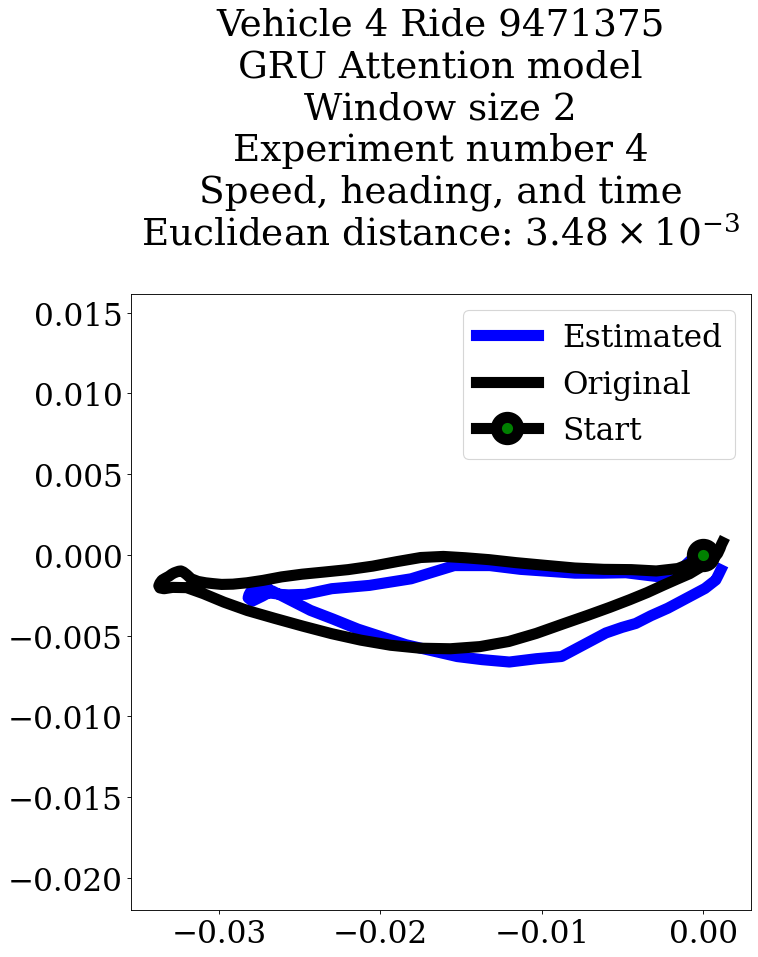 Vehicle 4 Ride 9471375
GRU Attention model
Window size 2
Experiment number 4
Speed, heading, and time
Euclidean distance: 3.48 × 10⁻³
0.015
Estimated
0.010
Original
0.005
Start
0.000
−0.005
−0.010
−0.015
−0.020
−0.03 −0.02 −0.01 0.00